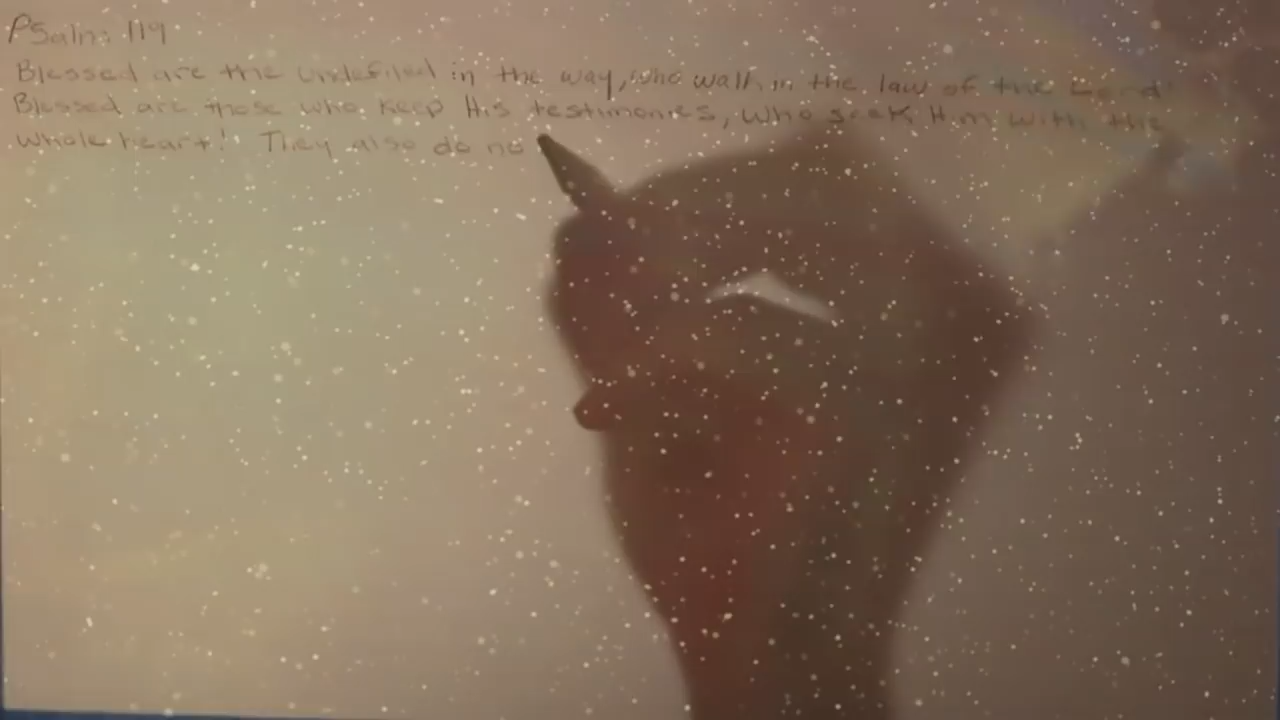 Psalm 119
Blessed are the undefiled in the way, who walk in the law of the Lord!
Blessed are those who keep His testimonies, who seek Him with the
whole heart! They also do no